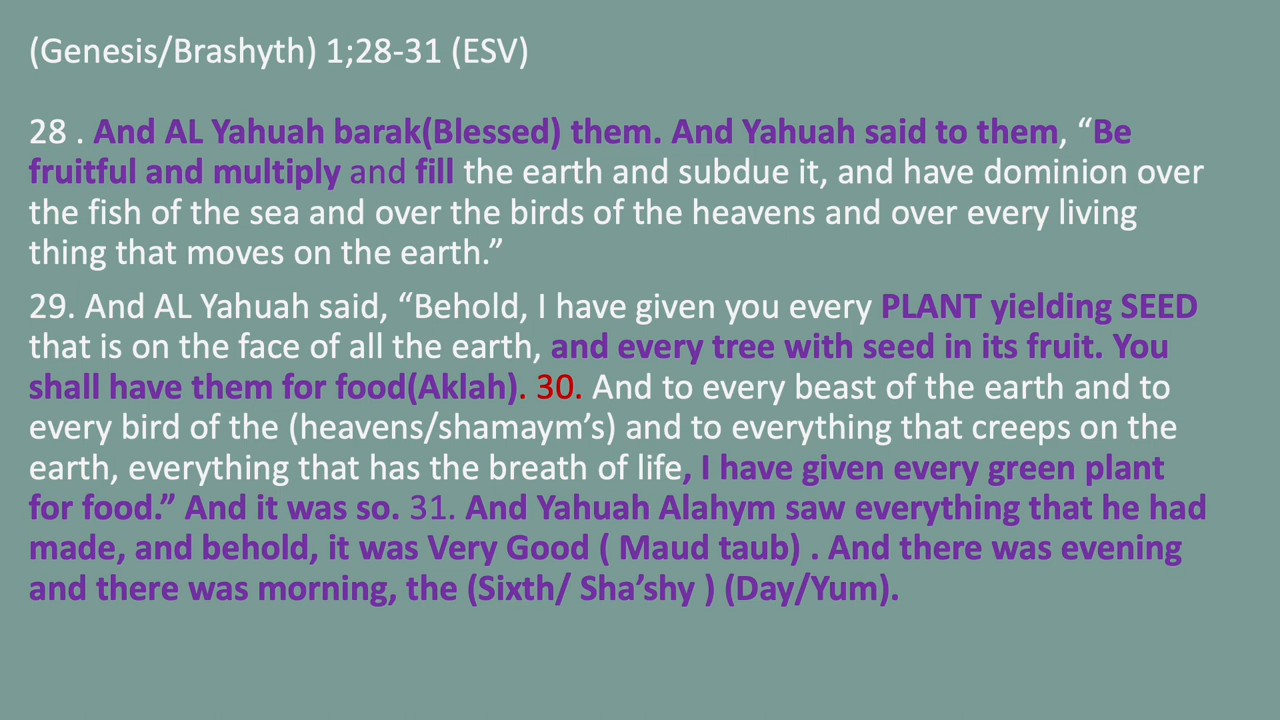 (Genesis/Brashyth) 1;28-31 (ESV)
28 . And AL Yahuah barak(Blessed) them. And Yahuah said to them, “Be
fruitful and multiply and fill the earth and subdue it, and have dominion over
the fish of the sea and over the birds of the heavens and over every living
thing that moves on the earth.”
29. And AL Yahuah said, “Behold, I have given you every PLANT yielding SEED
that is on the face of all the earth, and every tree with seed in its fruit. You
shall have them for food(Aklah). 30. And to every beast of the earth and to
every bird of the (heavens/shamaym’s) and to everything that creeps on the
earth, everything that has the breath of life, I have given every green plant
for food.” And it was so. 31. And Yahuah Alahym saw everything that he had
made, and behold, it was Very Good ( Maud taub) . And there was evening
and there was morning, the (Sixth/ Sha’shy ) (Day/Yum).